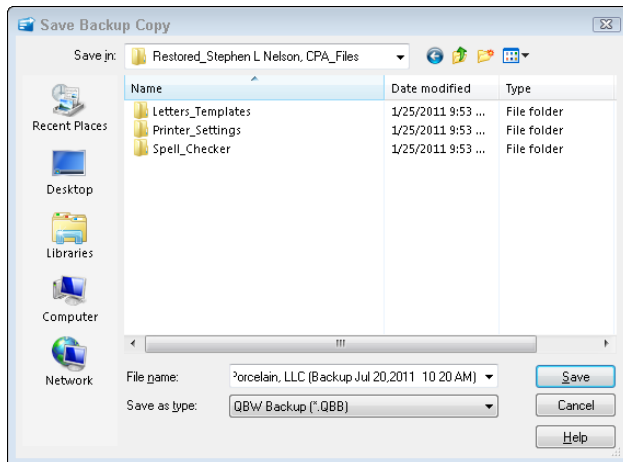 Save Backup Copy
Save in:
Restored_Stephen L Nelson, CPA_Files
Name
Date modified
Type
Letters_Templates
1/25/2011 9:53 ...
File folder
Printer_Settings
1/25/2011 9:53 ...
File folder
Spell_Checker
1/25/2011 9:53 ...
File folder
Recent Places
Desktop
Libraries
Computer
Network
File name:
Porcelain, LLC (Backup Jul 20,2011 10 20 AM)
Save
Save as type:
QBW Backup (*.QBB)
Cancel
Help